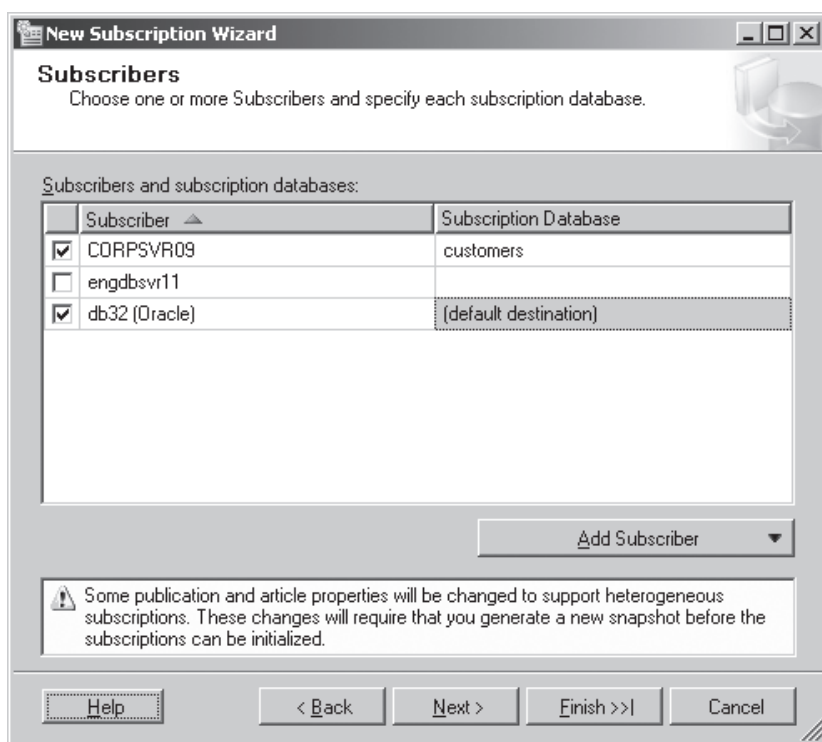 New Subscription Wizard
Subscribers
Choose one or more Subscribers and specify each subscription database.
Subscribers and subscription databases:
Subscriber Subscription Database
CORPSVR09 customers
engdbsvr11
db32 (Oracle) (default destination)
Add Subscriber
Some publication and article properties will be changed to support heterogeneous
subscriptions. These changes will require that you generate a new snapshot before the
subscriptions can be initialized.
Help < Back Next > Finish >>| Cancel